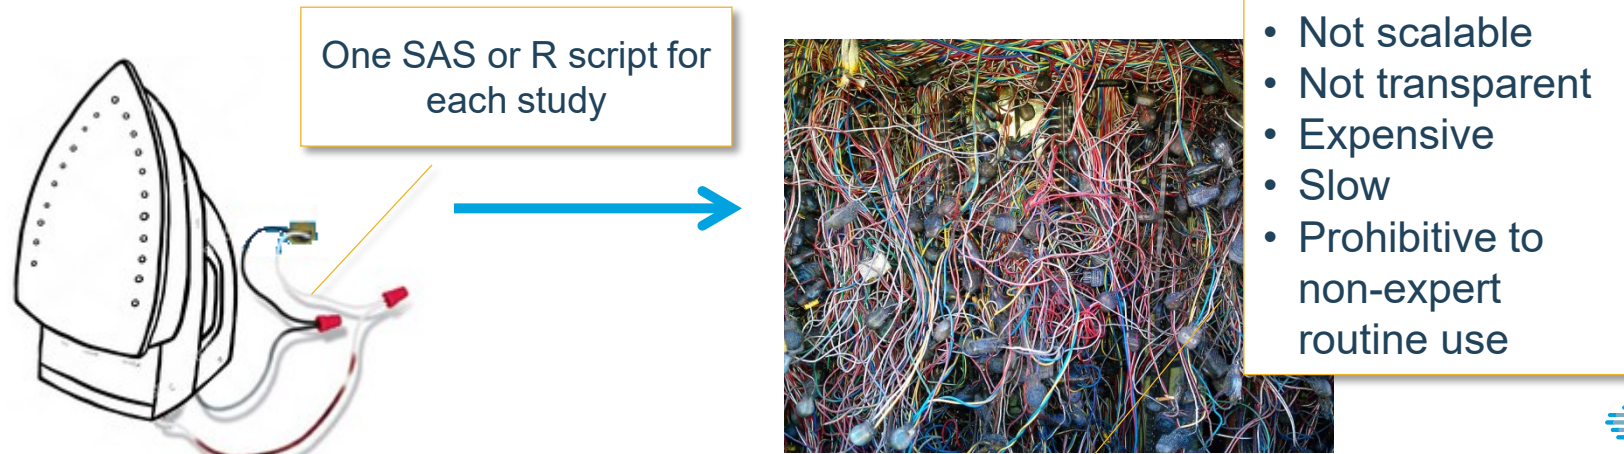 One SAS or R script for
each study
• Not scalable
• Not transparent
• Expensive
• Slow
• Prohibitive to
non-expert
routine use